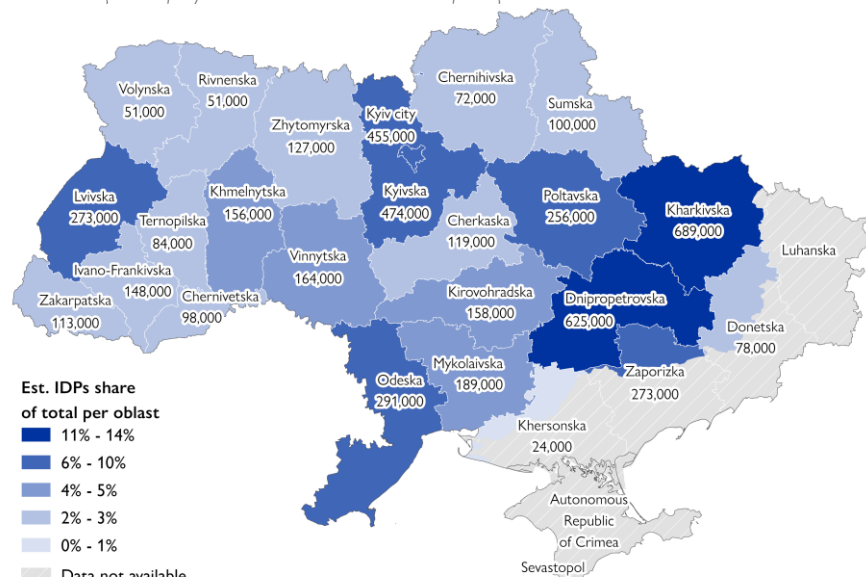 Volynska
51,000
Rivnenska
51,000
Zhytomyrska
127,000
Kyiv city
455,000
Chernihivska
72,000
Sumska
100,000
Lvivska
273,000
Ternopilska
84,000
Khmelnytska
156,000
Kyivska
474,000
Cherkaska
119,000
Poltavska
256,000
Kharkivska
689,000
Luhanska
Ivano-Frankivska
148,000
Zakarpatska
113,000
Chernivetska
98,000
Vinnytska
164,000
Kirovohradska
158,000
Dnipropetrovska
625,000
Donetska
78,000
Odeska
291,000
Mykolaivska
189,000
Zaporizka
273,000
Khersonska
24,000
Autonomous
Republic
of Crimea
Sevastopol
Est. IDPs share
of total per oblast
11% - 14%
6% - 10%
4% - 5%
2% - 3%
0% - 1%
Data not available